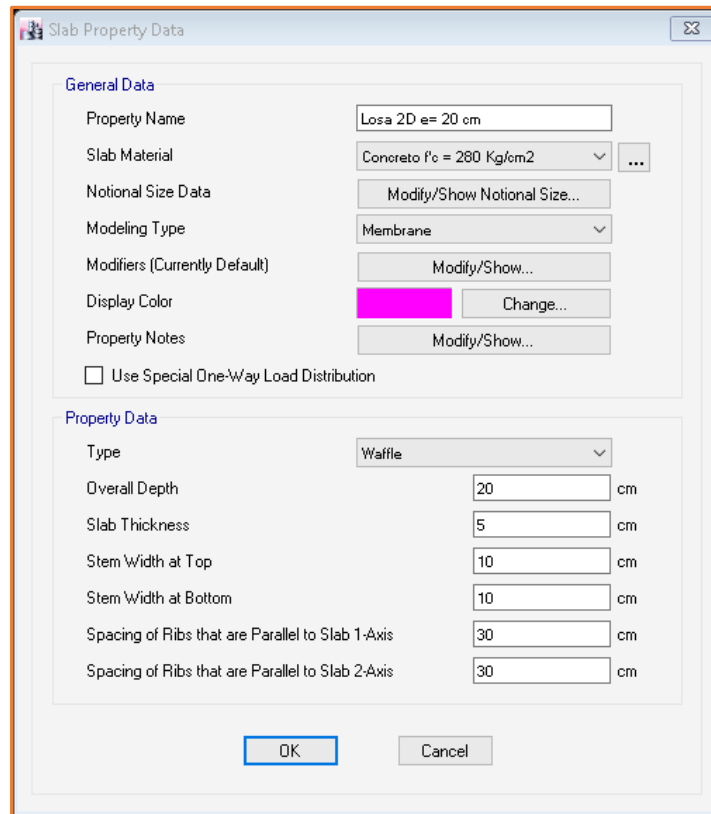 Slab Property Data
General Data
Property Name Losa 2D e= 20 cm
Slab Material Concreto f'c = 280 Kg/cm2 ...
Notional Size Data Modify/Show Notional Size...
Modeling Type Membrane
Modifiers (Currently Default) Modify/Show...
Display Color Change...
Property Notes Modify/Show...
Use Special One-Way Load Distribution
Property Data
Type Waffle
Overall Depth 20 cm
Slab Thickness 5 cm
Stem Width at Top 10 cm
Stem Width at Bottom 10 cm
Spacing of Ribs that are Parallel to Slab 1-Axis 30 cm
Spacing of Ribs that are Parallel to Slab 2-Axis 30 cm
OK Cancel